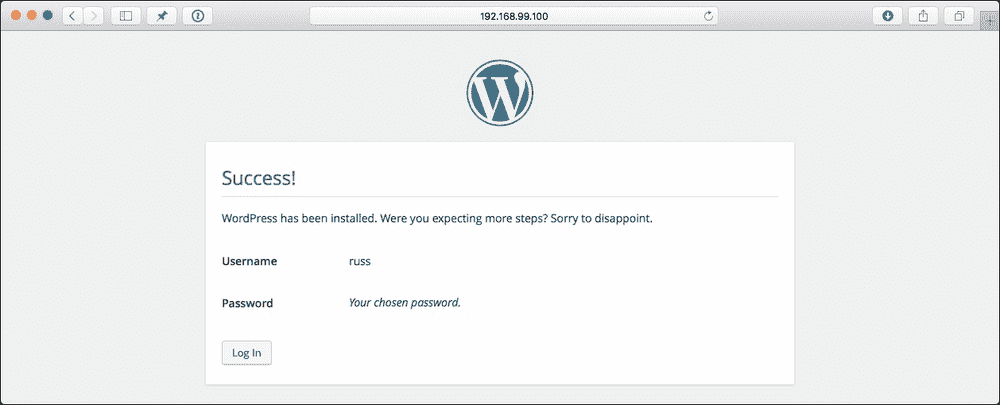 192.168.99.100
Success!
WordPress has been installed. Were you expecting more steps? Sorry to disappoint.
Username russ
Password Your chosen password.
Log In